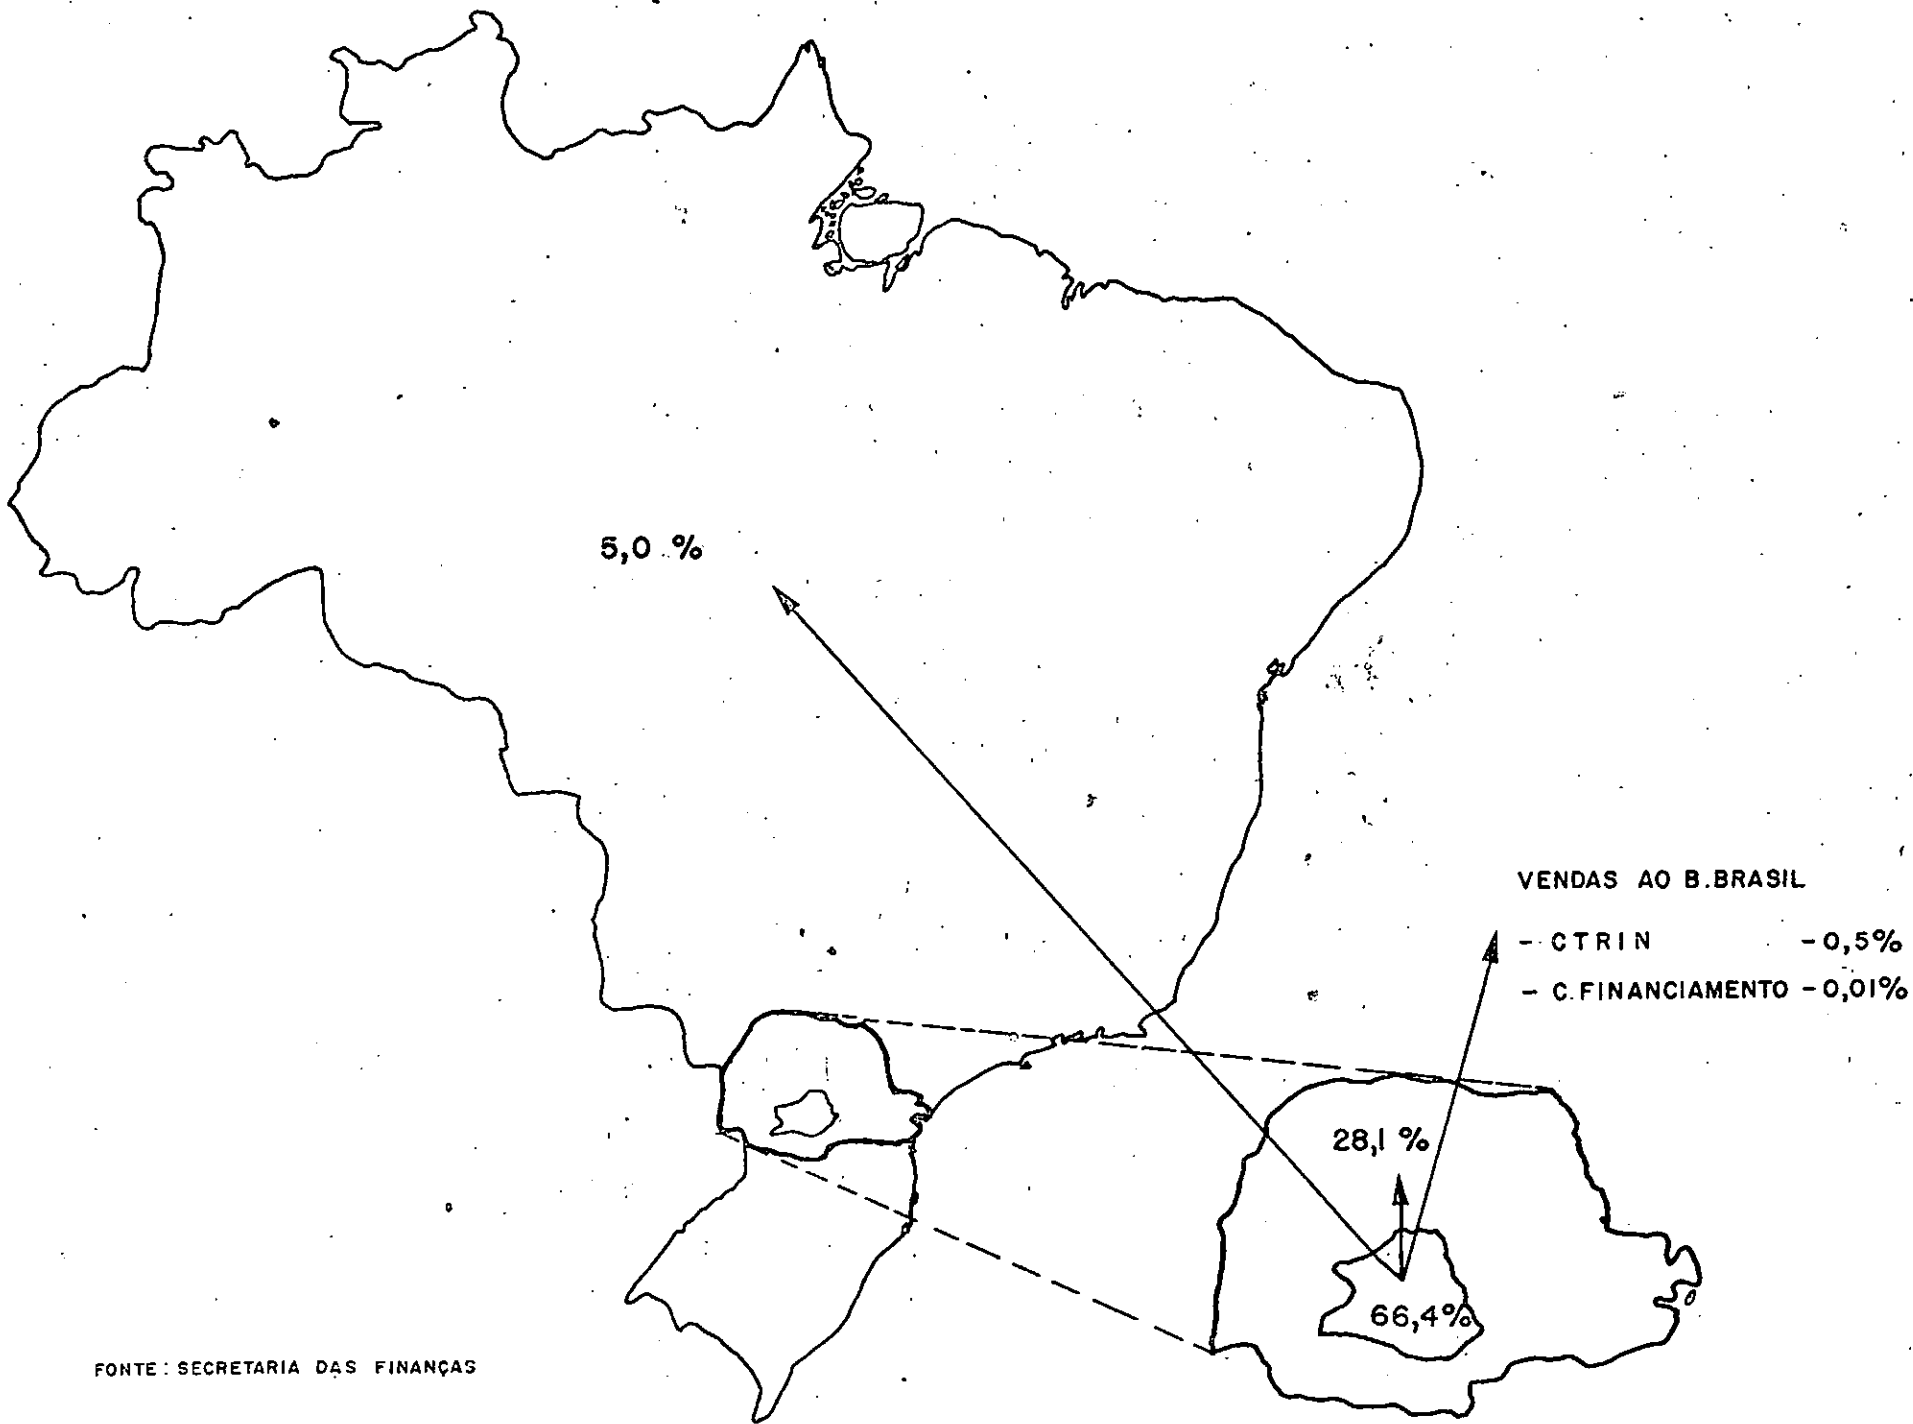 5,0 %
VENDAS AO B.BRASIL
- CTRIN -0,5%
- C.FINANCIAMENTO -0,01%
28,1 %
66,4%
FONTE: SECRETARIA DAS FINANÇAS